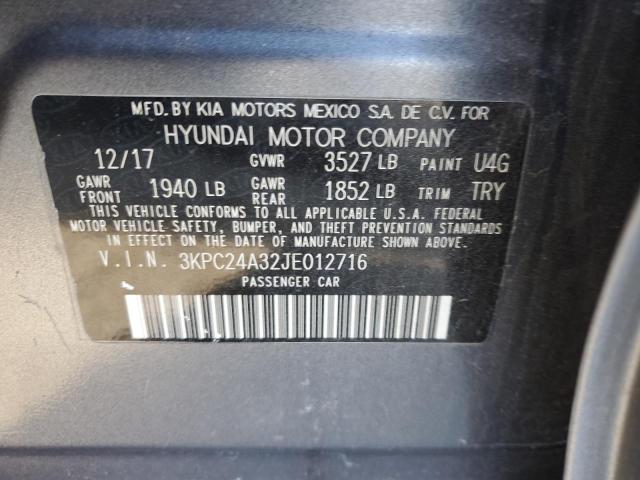 MFD. BY KIA MOTORS MEXICO S.A. DE C.V. FOR
HYUNDAI MOTOR COMPANY
12/17 GVWR 3527 LB PAINT U4G
GAWR FRONT 1940 LB GAWR REAR 1852 LB TRIM TRY
THIS VEHICLE CONFORMS TO ALL APPLICABLE U.S.A. FEDERAL
MOTOR VEHICLE SAFETY, BUMPER, AND THEFT PREVENTION STANDARDS
IN EFFECT ON THE DATE OF MANUFACTURE SHOWN ABOVE.
V.I.N. 3KPC24A32JE012716
PASSENGER CAR